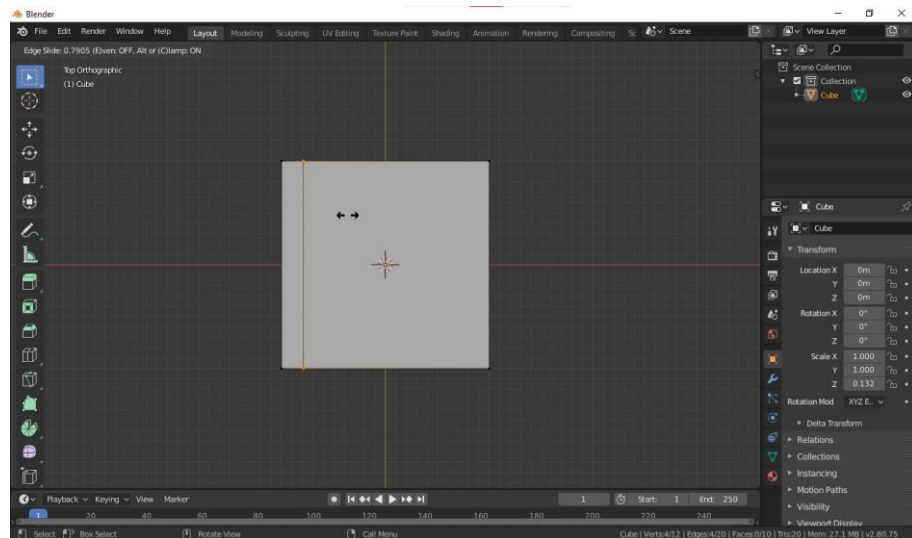 Blender
File Edit Render Window Help Layout Modeling Sculpting UV Editing Texture Paint Shading Animation Rendering Compositing Sc Scene View Layer
Edge Slide: 0.7905 (E)ven: OFF, Alt or (C)lamp: ON
Top Orthographic
(1) Cube
Scene Collection
Collection
Cube
Cube
Cube
Transform
Location X 0m
Y 0m
Z 0m
Rotation X 0°
Y 0°
Z 0°
Scale X 1.000
Y 1.000
Z 0.132
Rotation Mod XYZ E..
Delta Transform
Relations
Collections
Instancing
Motion Paths
Visibility
Viewport Display
Playback Keying View Marker 1 Start: 1 End: 250
1 20 40 60 80 100 120 140 160 180 200 220 240
Select Box Select Rotate View Call Menu Cube | Verts:4/12 | Edges:4/20 | Faces:0/10 | Tris:20 | Mem: 27.1 MB | v2.80.75